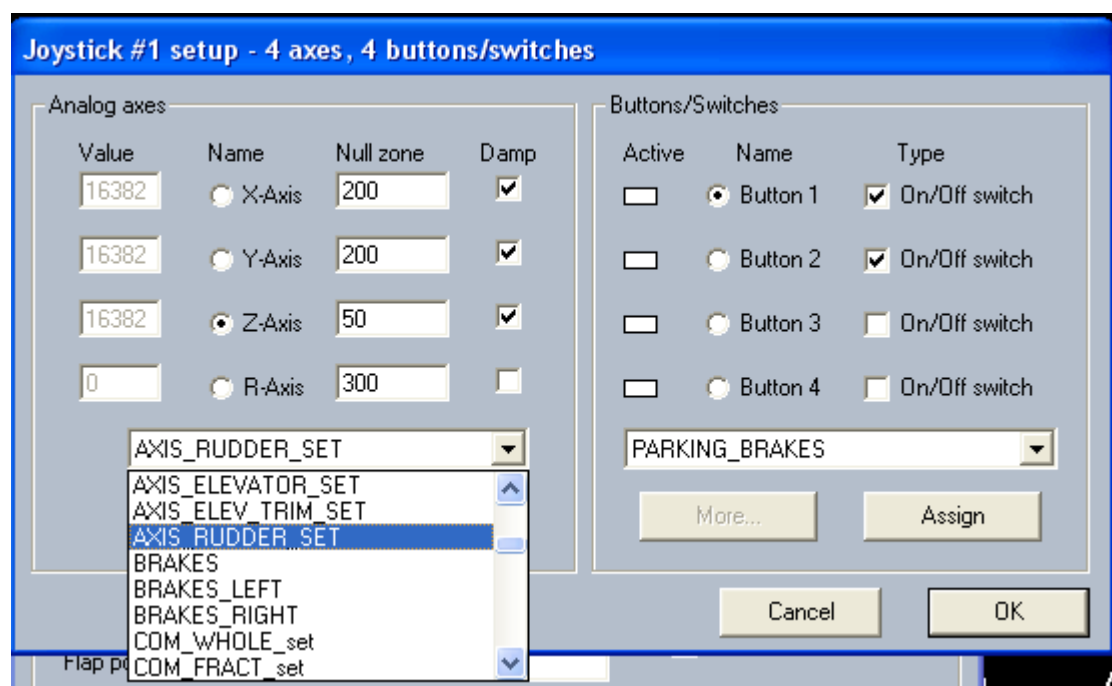 Joystick #1 setup - 4 axes, 4 buttons/switches
Analog axes
Value Name Null zone Damp
16382 X-Axis 200
16382 Y-Axis 200
16382 Z-Axis 50
0 R-Axis 300
AXIS_RUDDER_SET
AXIS_ELEVATOR_SET
AXIS_ELEV_TRIM_SET
AXIS_RUDDER_SET
BRAKES
BRAKES_LEFT
BRAKES_RIGHT
COM_WHOLE_set
COM_FRACT_set
Buttons/Switches
Active Name Type
Button 1 On/Off switch
Button 2 On/Off switch
Button 3 On/Off switch
Button 4 On/Off switch
PARKING_BRAKES
More... Assign
Cancel OK
Flap